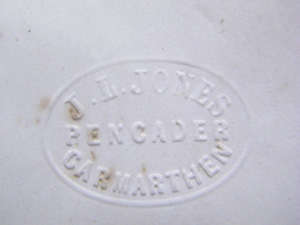 J. H. JONES
PENCADER
CARMARTHEN